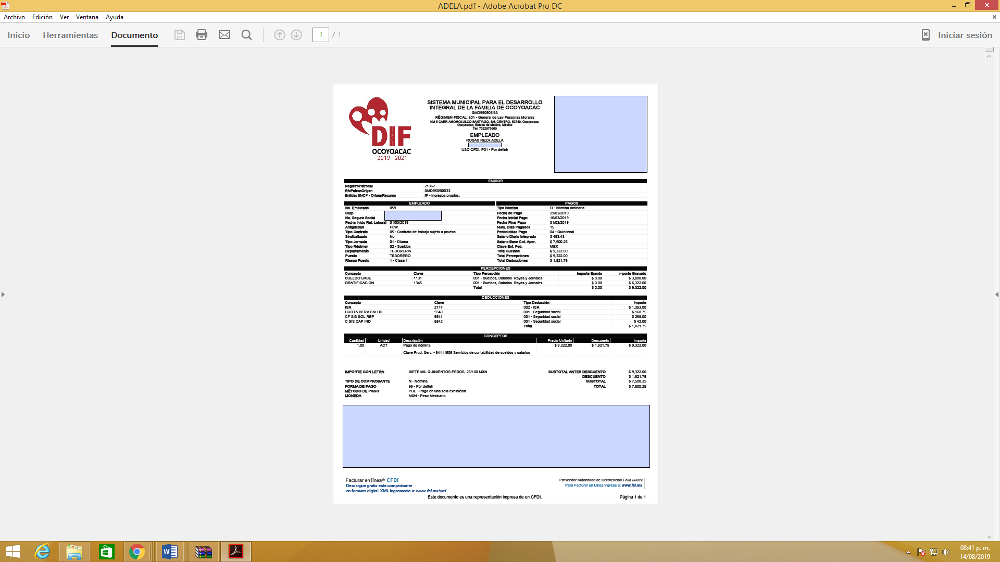 ADELA.pdf - Adobe Acrobat Pro DC
Archivo Edición Ver Ventana Ayuda
Inicio Herramientas Documento 1 / 1 Iniciar sesión
DIF
OCOYOACAC
2019 - 2021
SISTEMA MUNICIPAL PARA EL DESARROLLO
INTEGRAL DE LA FAMILIA DE OCOYOACAC
SMD950906I33
RÉGIMEN FISCAL: 601 - General de Ley Personas Morales
KM 5 CARR AMOMOLULCO SANTIAGO, SN, CENTRO, 52740, Ocoyoacac,
Ocoyoacac, Estado de México, México
Tel. 7282875660
EMPLEADO
ROSAS REZA ADELA
USO CFDI: P01 - Por definir
EMISOR
RegistroPatronal 21062
RfcPatronOrigen SMD950906I33
EntidadSNCF - OrigenRecurso IP - Ingresos propios.
EMPLEADO
No. Empleado 059
Curp
No. Seguro Social
Fecha Inicio Rel. Laboral 01/03/2019
Antigüedad P0W
Tipo Contrato 05 - Contrato de trabajo sujeto a prueba
Sindicalizado No
Tipo Jornada 01 - Diurna
Tipo Régimen 02 - Sueldos
Departamento TESORERIA
Puesto TESORERO
Riesgo Puesto 1 - Clase I
PAGOS
Tipo Nómina O - Nómina ordinaria
Fecha de Pago 29/03/2019
Fecha Inicial Pago 16/03/2019
Fecha Final Pago 31/03/2019
Num. Dias Pagados 15
Periodicidad Pago 04 - Quincenal
Salario Diario Integrado $ 493.43
Salario Base Cot. Apor. $ 7,500.25
Clave Ent. Fed. MEX
Total Sueldos $ 9,322.00
Total Percepciones $ 9,322.00
Total Deducciones $ 1,821.75
PERCEPCIONES
Concepto Clave Tipo Percepción Importe Exento Importe Gravado
SUELDO BASE 1131 001 - Sueldos, Salarios Rayas y Jornales $ 0.00 $ 3,000.00
GRATIFICACION 1345 001 - Sueldos, Salarios Rayas y Jornales $ 0.00 $ 6,322.00
Total $ 0.00 $ 9,322.00
DEDUCCIONES
Concepto Clave Tipo Deducción Importe
ISR 2117 002 - ISR $ 1,353.00
CUOTA SERV SALUD 5540 001 - Seguridad social $ 168.75
CF SIS SOL REP 5541 001 - Seguridad social $ 258.00
C SIS CAP IND 5542 001 - Seguridad social $ 42.00
Total $ 1,821.75
CONCEPTOS
Cantidad Unidad Descripción Precio Unitario Descuento Importe
1.00 ACT Pago de nómina $ 9,322.00 $ 1,821.75 $ 9,322.00
Clave Prod. Serv. - 84111505 Servicios de contabilidad de sueldos y salarios
IMPORTE CON LETRA SIETE MIL QUINIENTOS PESOS, 25/100 MXN SUBTOTAL ANTES DESCUENTO $ 9,322.00
DESCUENTO $ 1,821.75
TIPO DE COMPROBANTE N - Nómina SUBTOTAL $ 7,500.25
FORMA DE PAGO 99 - Por definir TOTAL $ 7,500.25
MÉTODO DE PAGO PUE - Pago en una sola exhibición
MONEDA MXN - Peso Mexicano
Facturar en línea® CFDI
Descargue gratis este comprobante
en formato digital XML ingresando a: www.fel.mx/xml
Proveedor Autorizado de Certificación Folio 55029
Para Facturar en Línea ingresa a: www.fel.mx
Este documento es una representación impresa de un CFDI.
Página 1 de 1
08:41 p. m.
14/08/2019